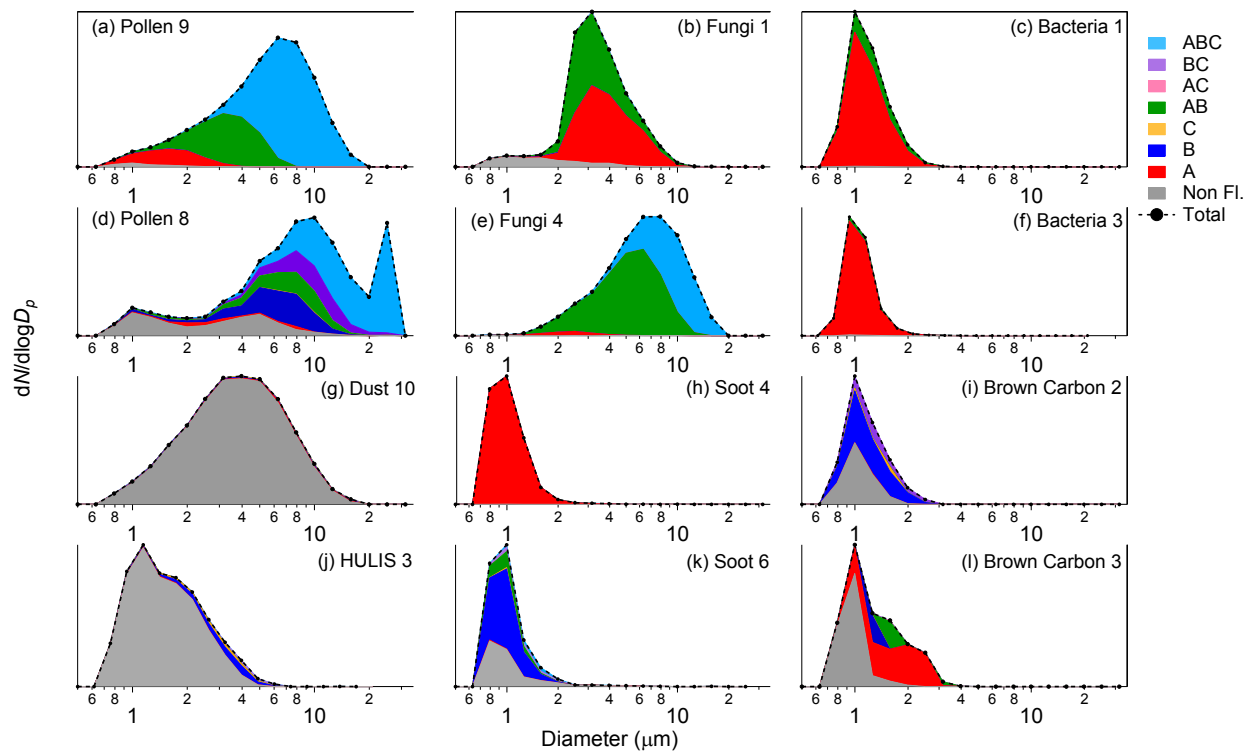 (a) Pollen 9
(b) Fungi 1
(c) Bacteria 1
ABC
BC
AC
AB
C
B
A
Non Fl.
Total
6 8 1 2 4 6 8 10 2
6 8 1 2 4 6 8 10 2
6 8 1 2 4 6 8 10 2
(d) Pollen 8
(e) Fungi 4
(f) Bacteria 3
6 8 1 2 4 6 8 10 2
6 8 1 2 4 6 8 10 2
6 8 1 2 4 6 8 10 2
dN/dlogDp
(g) Dust 10
(h) Soot 4
(i) Brown Carbon 2
6 8 1 2 4 6 8 10 2
6 8 1 2 4 6 8 10 2
6 8 1 2 4 6 8 10 2
(j) HULIS 3
(k) Soot 6
(l) Brown Carbon 3
6 8 1 2 4 6 8 10 2
6 8 1 2 4 6 8 10 2
6 8 1 2 4 6 8 10 2
Diameter (μm)